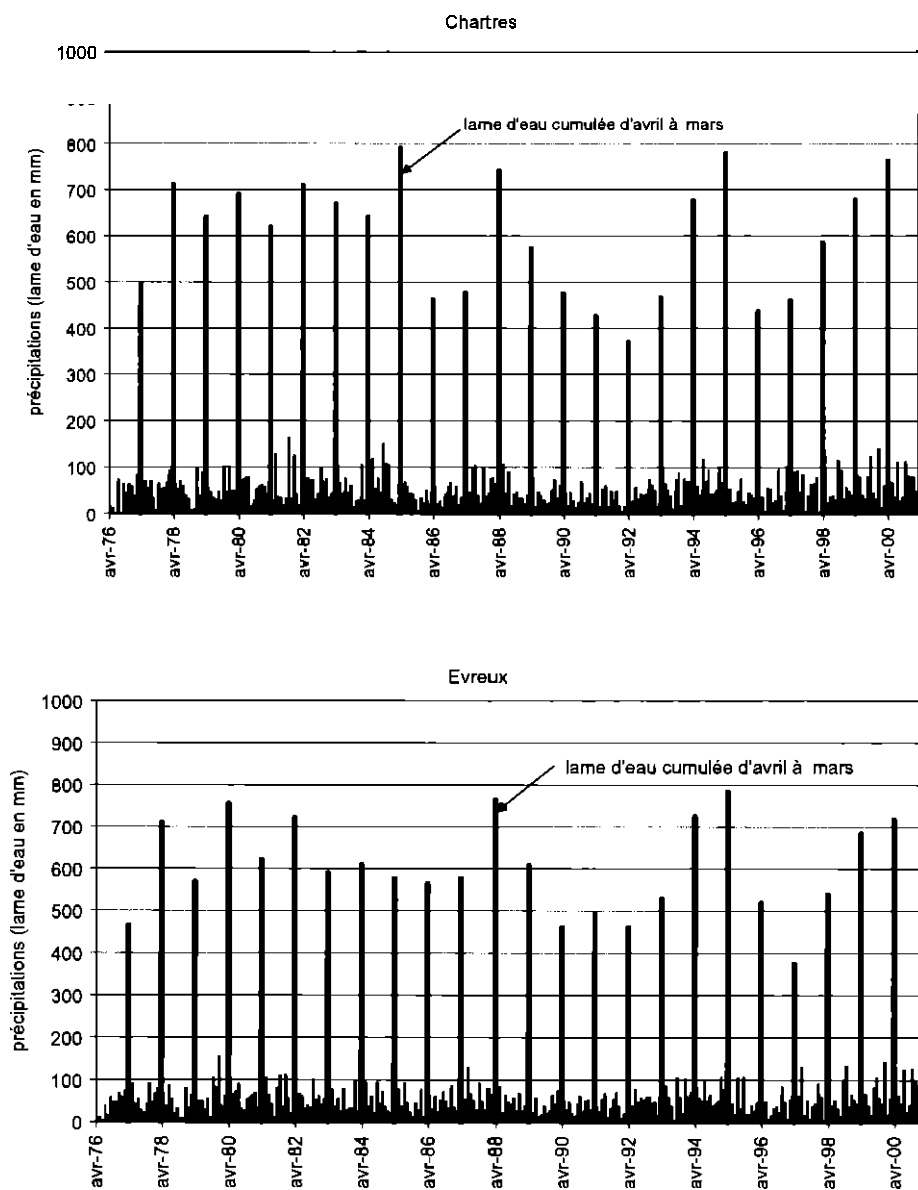 Chartres
1000
lame d'eau cumulée d'avril à mars
800
700
600
500
400
300
200
100
0
précipitations (lame d'eau en mm)
avr-76
avr-78
avr-80
avr-82
avr-84
avr-86
avr-88
avr-90
avr-92
avr-94
avr-96
avr-98
avr-00
Evreux
1000
900
lame d'eau cumulée d'avril à mars
800
700
600
500
400
300
200
100
0
précipitations (lame d'eau en mm)
avr-76
avr-78
avr-80
avr-82
avr-84
avr-86
avr-88
avr-90
avr-92
avr-94
avr-96
avr-98
avr-00